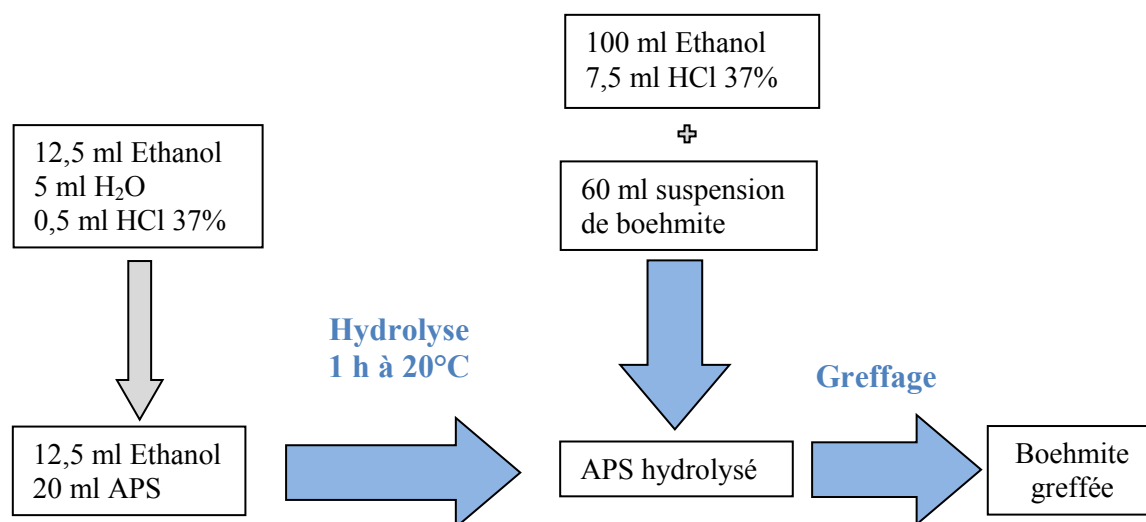 100 ml Ethanol
7,5 ml HCl 37%
12,5 ml Ethanol
5 ml H₂O
0,5 ml HCl 37%
60 ml suspension
de boehmite
Hydrolyse
1 h à 20°C
Greffage
12,5 ml Ethanol
20 ml APS
APS hydrolysé
Boehmite
greffée